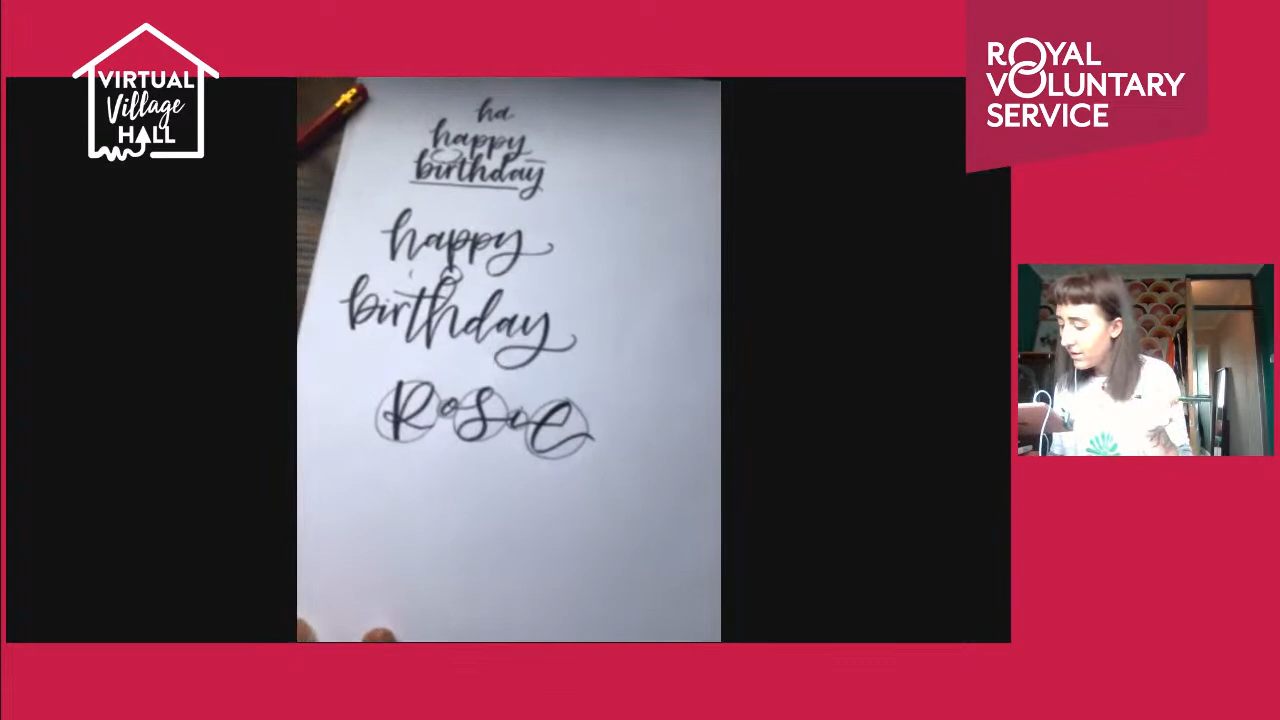 VIRTUAL
Village
HALL
ROYAL
VOLUNTARY
SERVICE
ha
happy
birthday
happy
birthday
Rosie